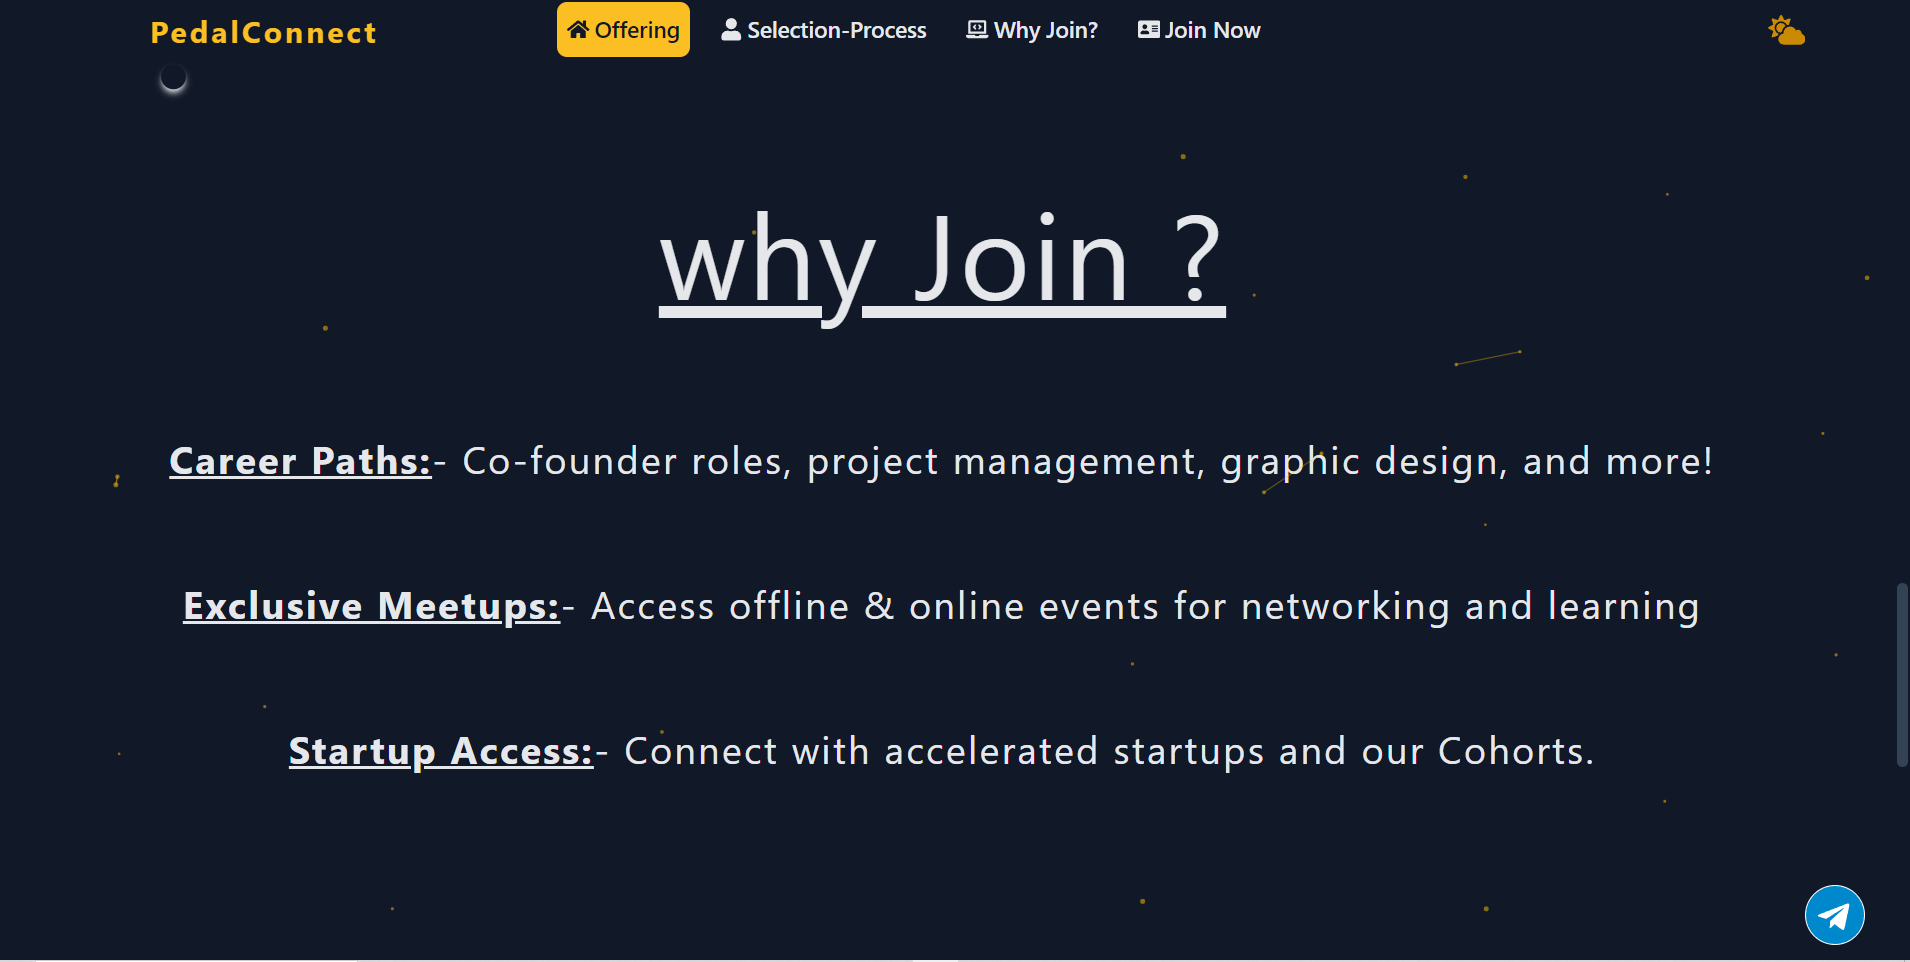 PedalConnect
Offering
Selection-Process
Why Join?
Join Now
why Join ?
Career Paths:- Co-founder roles, project management, graphic design, and more!
Exclusive Meetups:- Access offline & online events for networking and learning
Startup Access:- Connect with accelerated startups and our Cohorts.